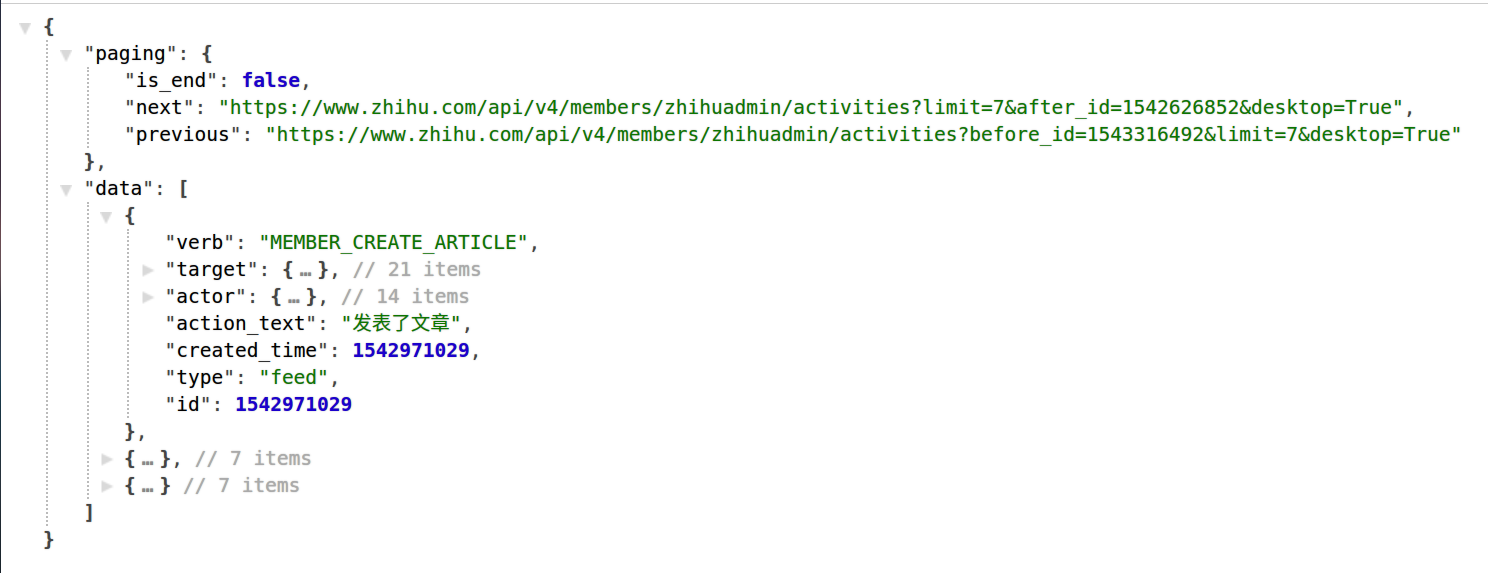 {
"paging": {
"is_end": false,
"next": "https://www.zhihu.com/api/v4/members/zhihuadmin/activities?limit=7&after_id=1542626852&desktop=True",
"previous": "https://www.zhihu.com/api/v4/members/zhihuadmin/activities?before_id=1543316492&limit=7&desktop=True"
},
"data": [
{
"verb": "MEMBER_CREATE_ARTICLE",
"target": { … }, // 21 items
"actor": { … }, // 14 items
"action_text": "发表了文章",
"created_time": 1542971029,
"type": "feed",
"id": 1542971029
},
{ … }, // 7 items
{ … } // 7 items
]
}